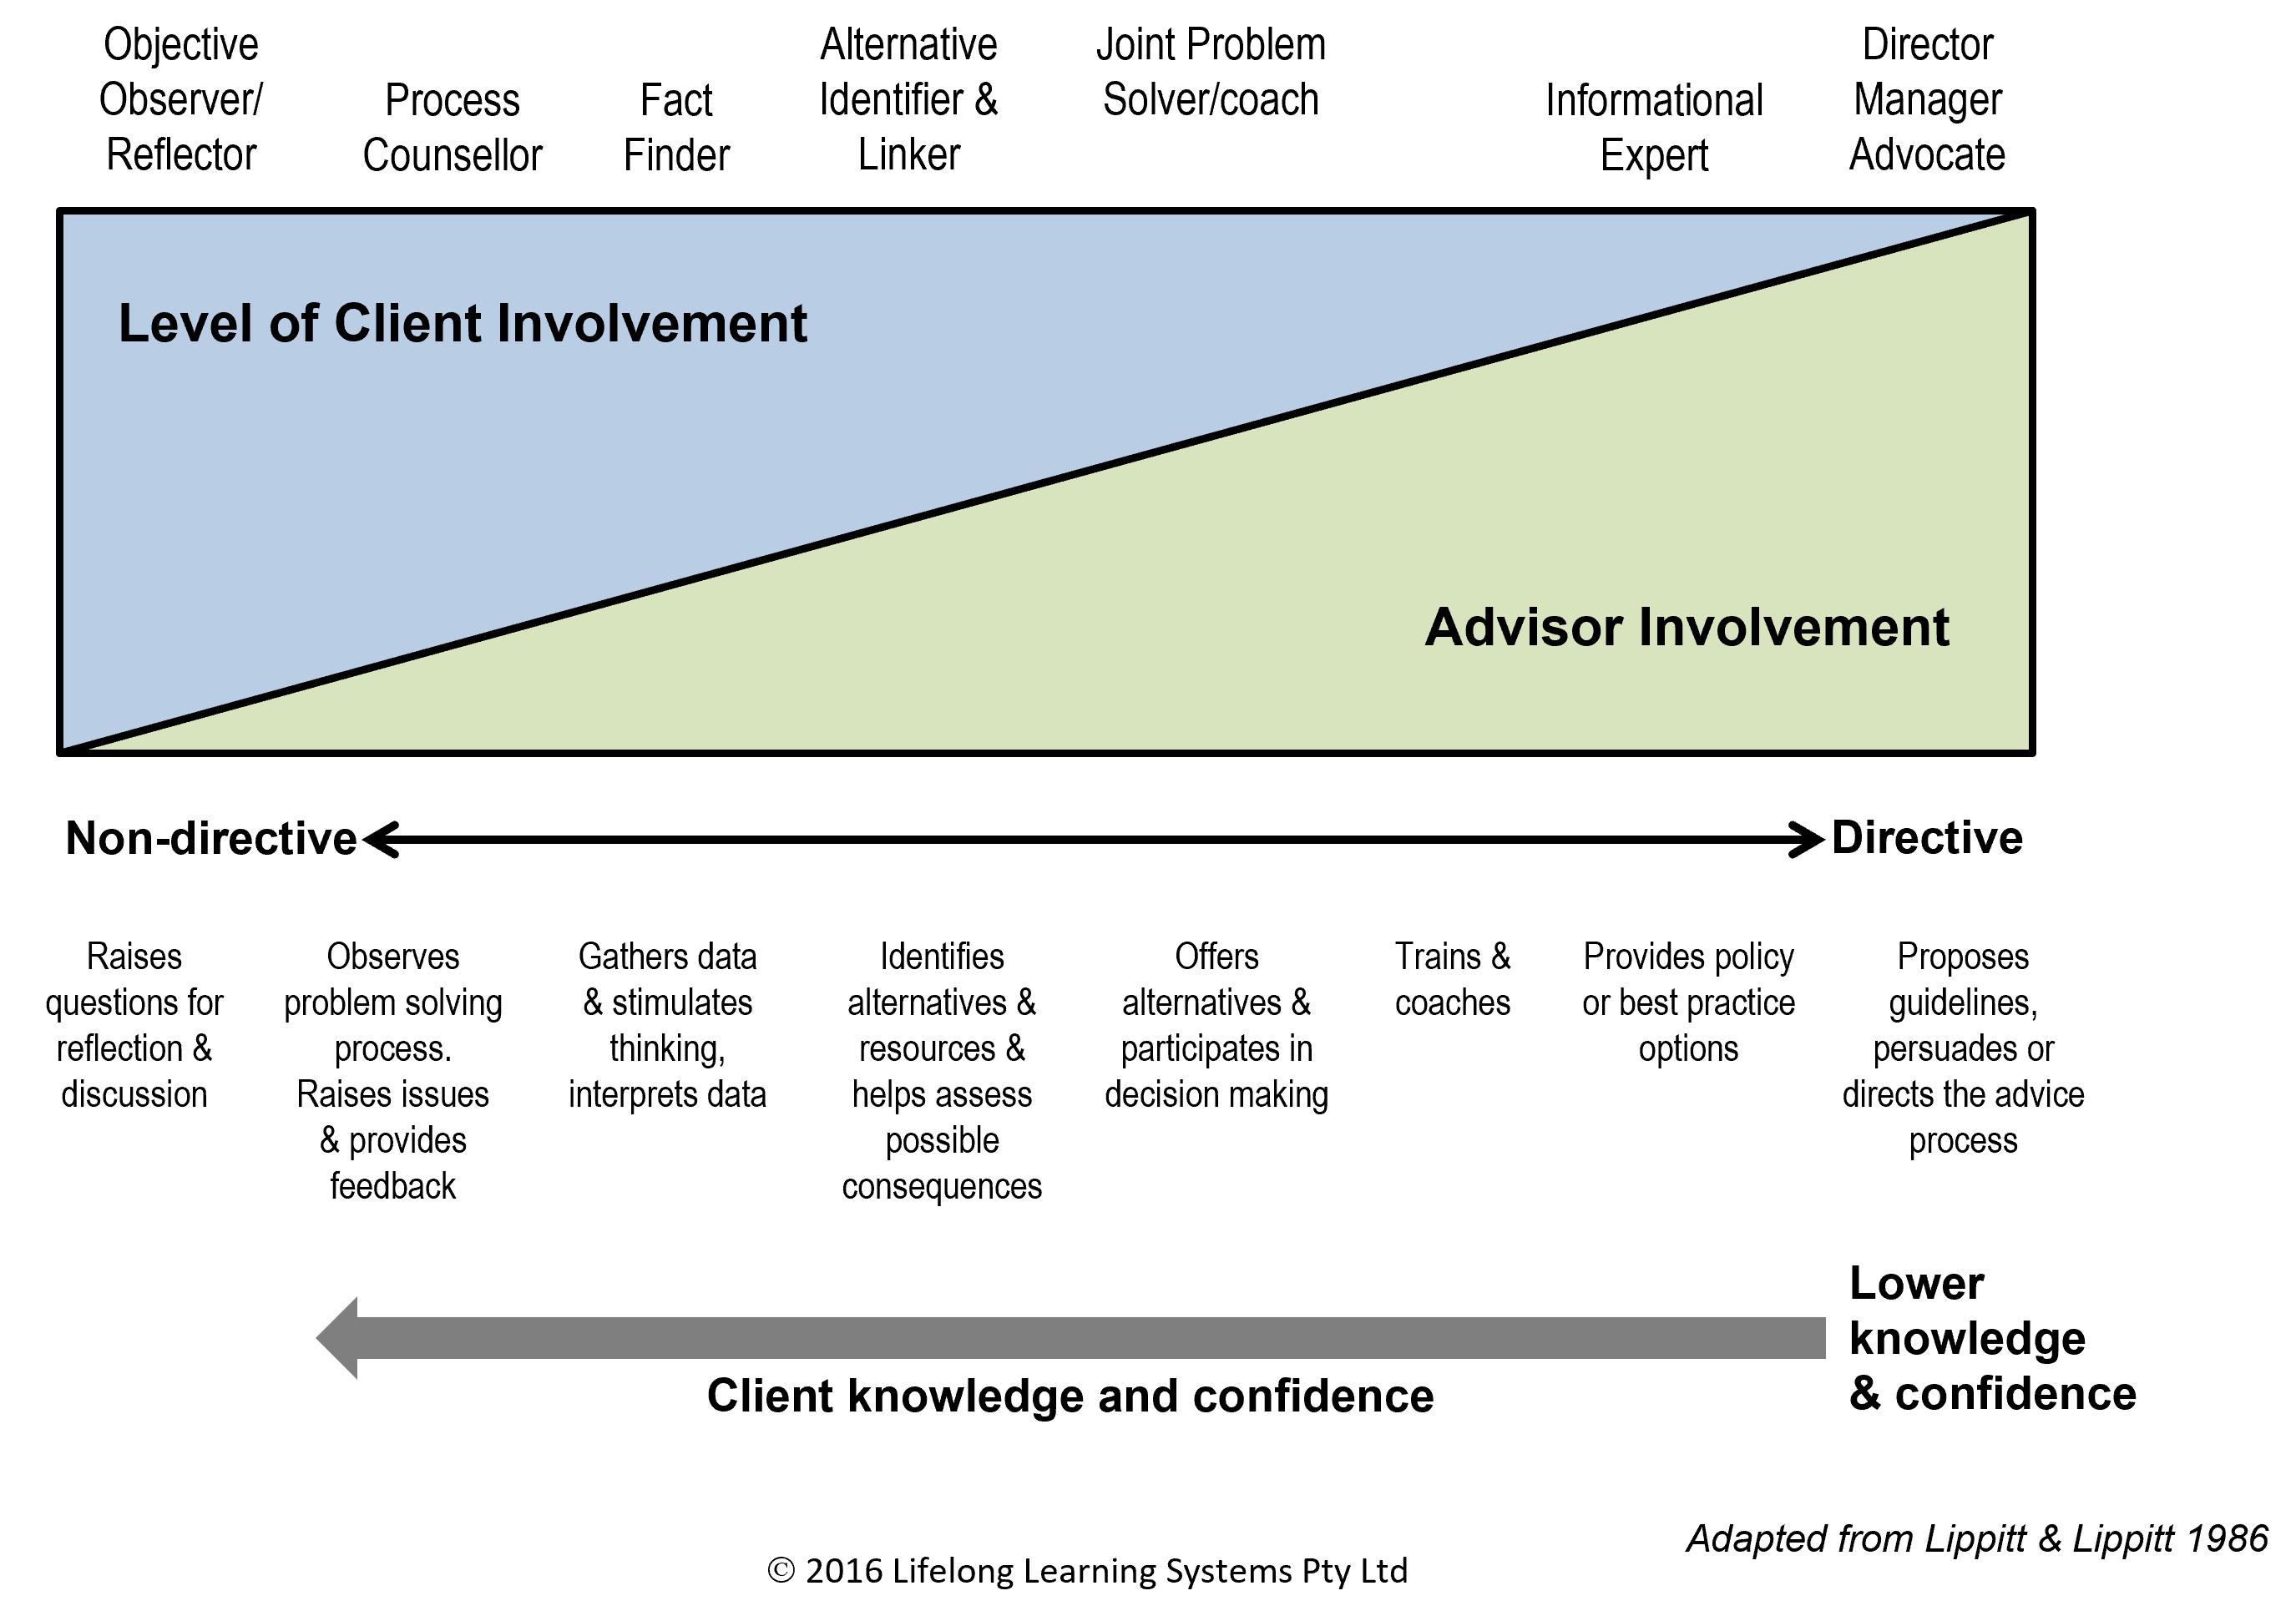 Objective
Observer/
Reflector
Process
Counsellor
Fact
Finder
Alternative
Identifier &
Linker
Joint Problem
Solver/coach
Informational
Expert
Director
Manager
Advocate
Level of Client Involvement
Advisor Involvement
Non-directive
Directive
Raises
questions for
reflection &
discussion
Observes
problem solving
process.
Raises issues
& provides
feedback
Gathers data
& stimulates
thinking,
interprets data
Identifies
alternatives &
resources &
helps assess
possible
consequences
Offers
alternatives &
participates in
decision making
Trains &
coaches
Provides policy
or best practice
options
Proposes
guidelines,
persuades or
directs the advice
process
Lower
knowledge
& confidence
Client knowledge and confidence
Adapted from Lippitt & Lippitt 1986
© 2016 Lifelong Learning Systems Pty Ltd